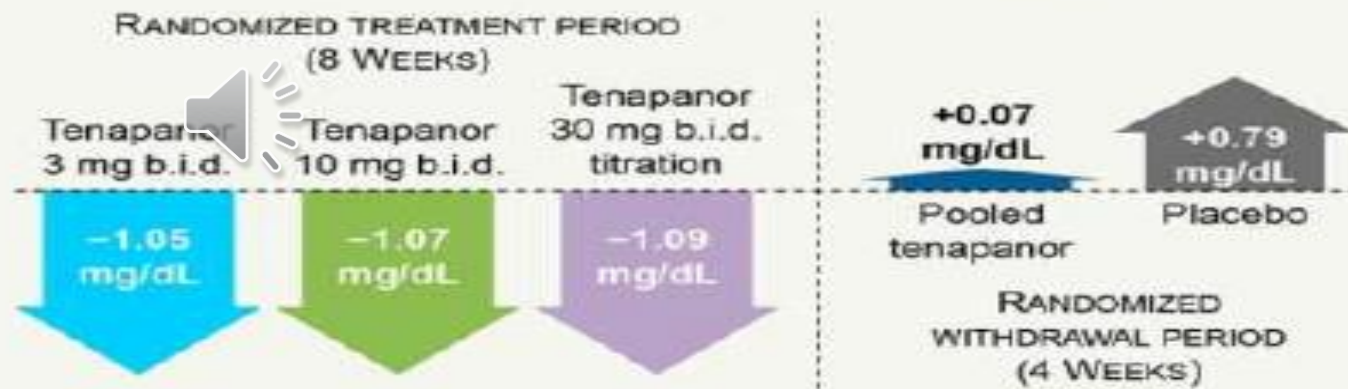 RANDOMIZED TREATMENT PERIOD
(8 WEEKS)
Tenapanor
3 mg b.i.d.
Tenapanor
10 mg b.i.d.
Tenapanor
30 mg b.i.d.
titration
−1.05
mg/dL
−1.07
mg/dL
−1.09
mg/dL
+0.07
mg/dL
Pooled
tenapanor
+0.79
mg/dL
Placebo
RANDOMIZED
WITHDRAWAL PERIOD
(4 WEEKS)